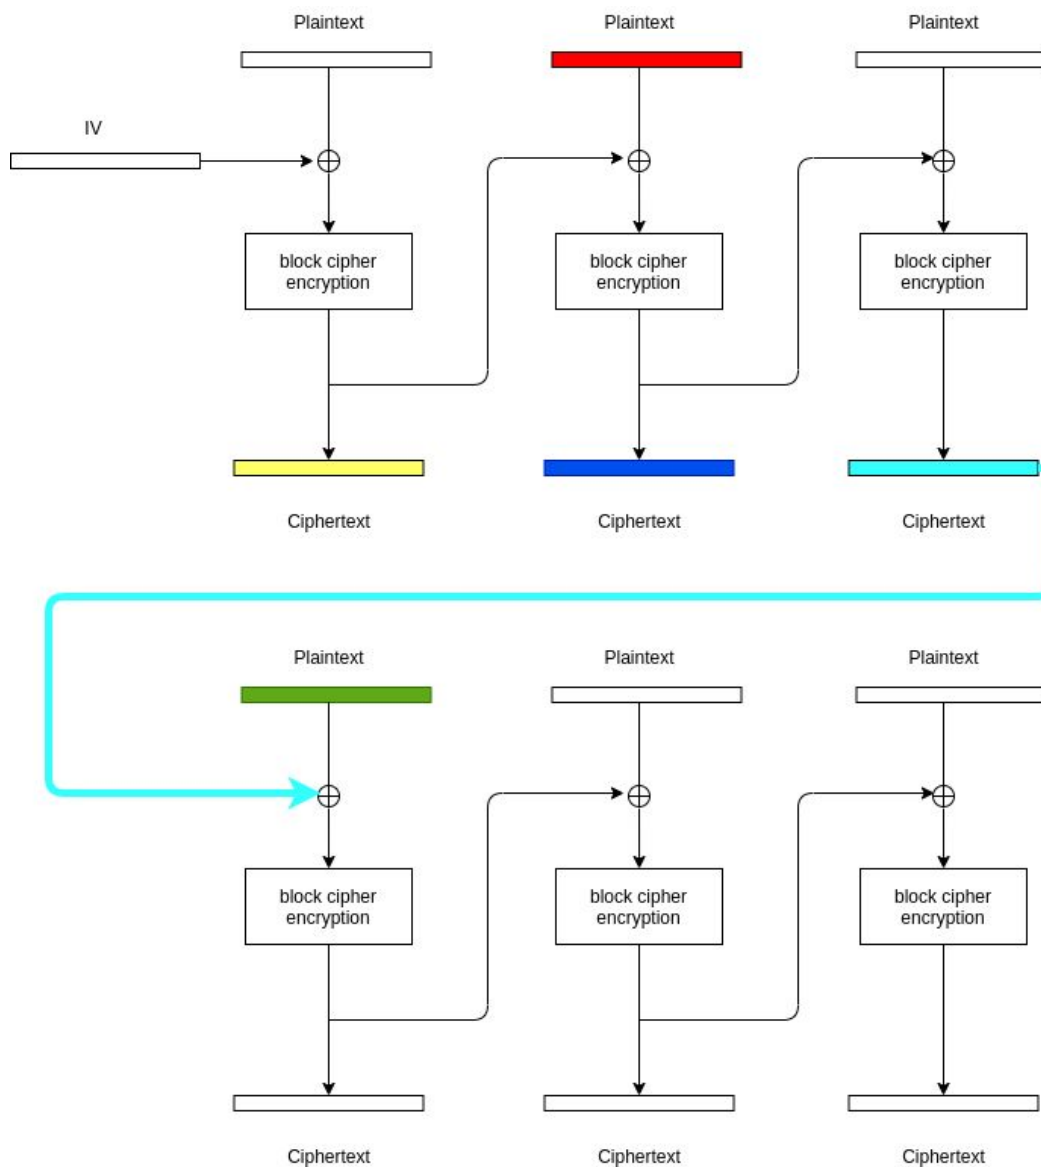 Plaintext Plaintext Plaintext
IV
block cipher
encryption
block cipher
encryption
block cipher
encryption
Ciphertext Ciphertext Ciphertext
Plaintext Plaintext Plaintext
block cipher
encryption
block cipher
encryption
block cipher
encryption
Ciphertext Ciphertext Ciphertext